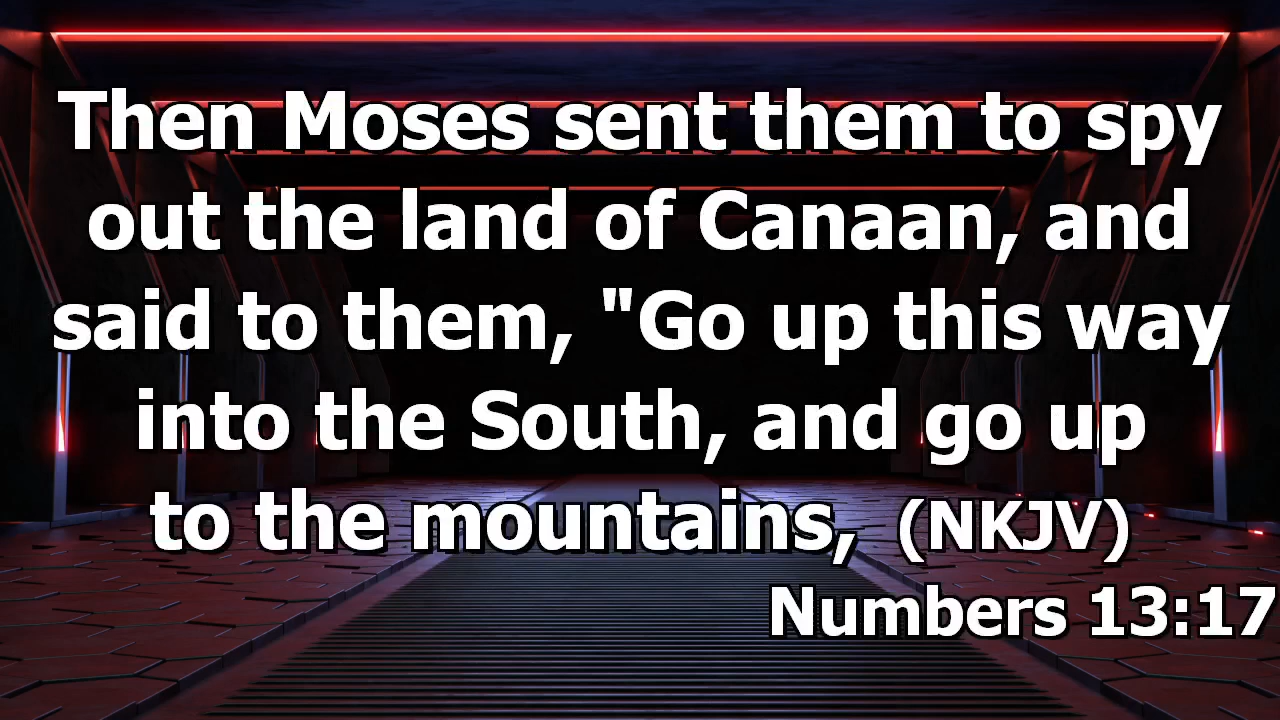 Then Moses sent them to spy
out the land of Canaan, and
said to them, "Go up this way
into the South, and go up
to the mountains, (NKJV)
Numbers 13:17